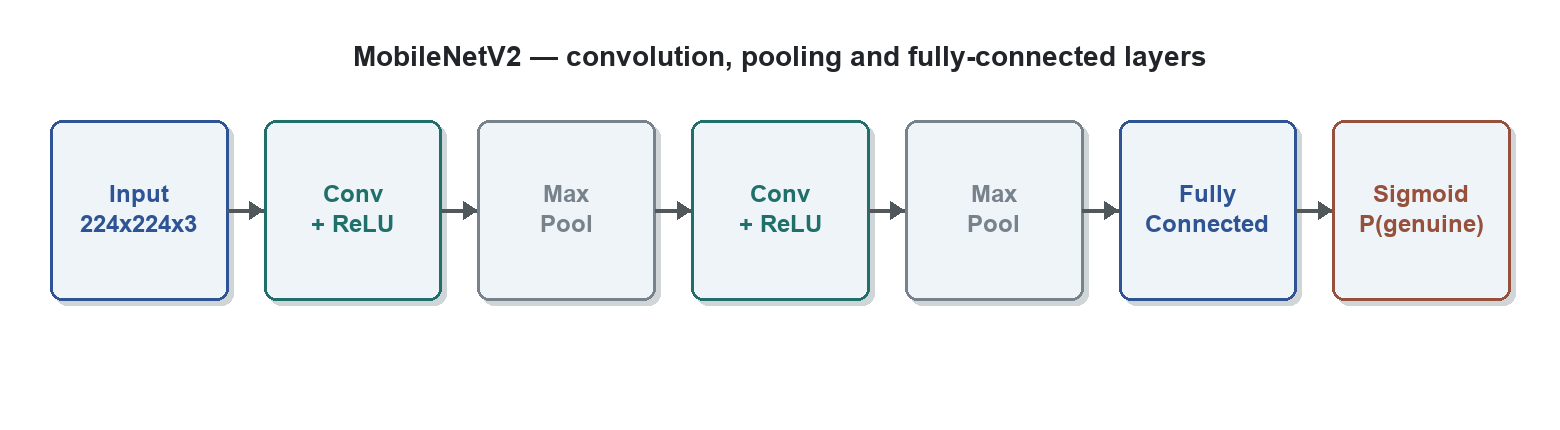 MobileNetV2 — convolution, pooling and fully-connected layers
Input
224x224x3
Conv
+ ReLU
Max
Pool
Conv
+ ReLU
Max
Pool
Fully
Connected
Sigmoid
P(genuine)